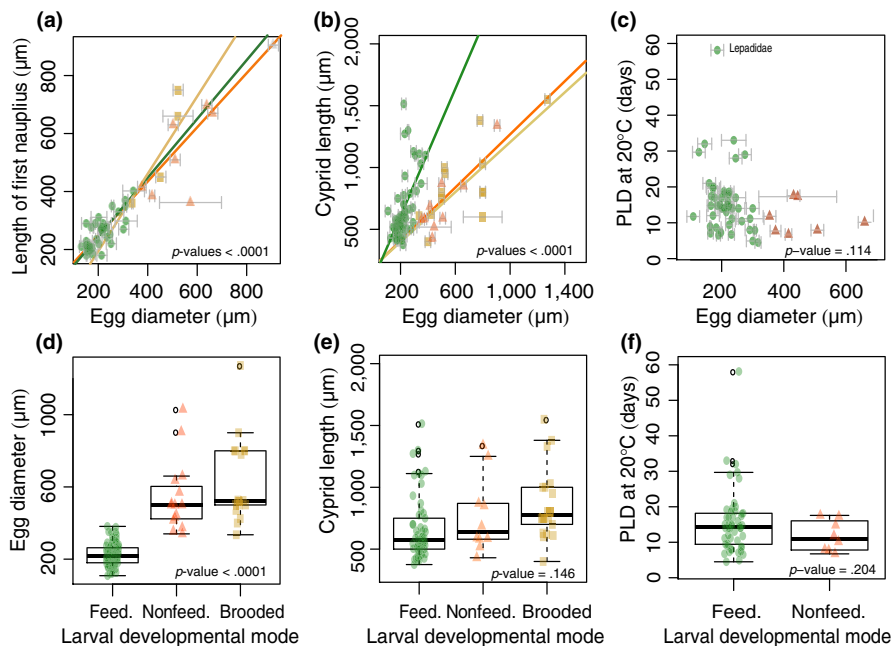 (a)
Length of first nauplius (μm)
200 400 600 800
p-values < .0001
200 400 600 800
Egg diameter (μm)
(b)
Cyprid length (μm)
500 1,000 1,500 2,000
p-values < .0001
200 600 1,000 1,400
Egg diameter (μm)
(c)
PLD at 20°C (days)
0 10 20 30 40 50 60
Lepadidae
p–value = .114
200 400 600
Egg diameter (μm)
(d)
Egg diameter (μm)
200 600 1000
p-value < .0001
Feed. Nonfeed. Brooded
Larval developmental mode
(e)
Cyprid length (μm)
500 1,000 1,500 2,000
p-value = .146
Feed. Nonfeed. Brooded
Larval developmental mode
(f)
PLD at 20°C (days)
0 10 20 30 40 50 60
p–value = .204
Feed. Nonfeed.
Larval developmental mode